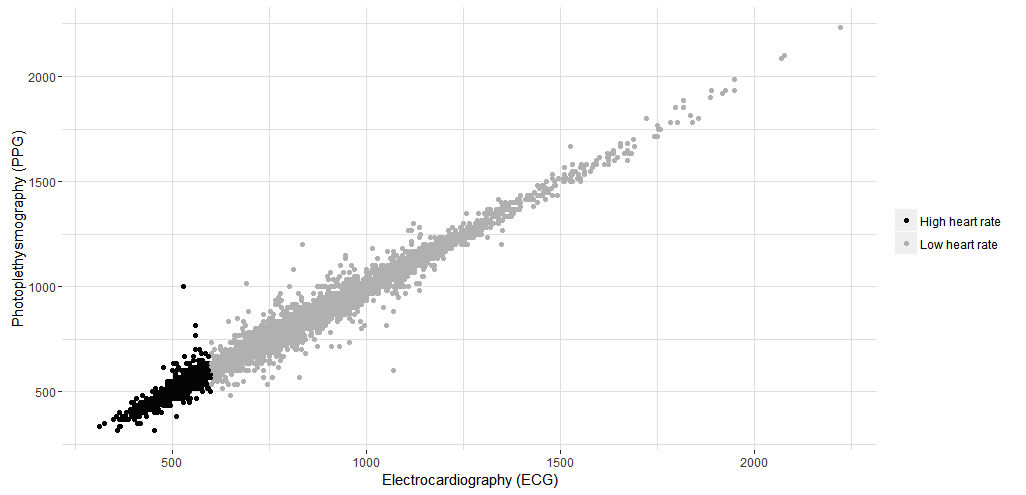 Photoplethysmography (PPG)
2000
1500
1000
500
500 1000 1500 2000
Electrocardiography (ECG)
High heart rate
Low heart rate